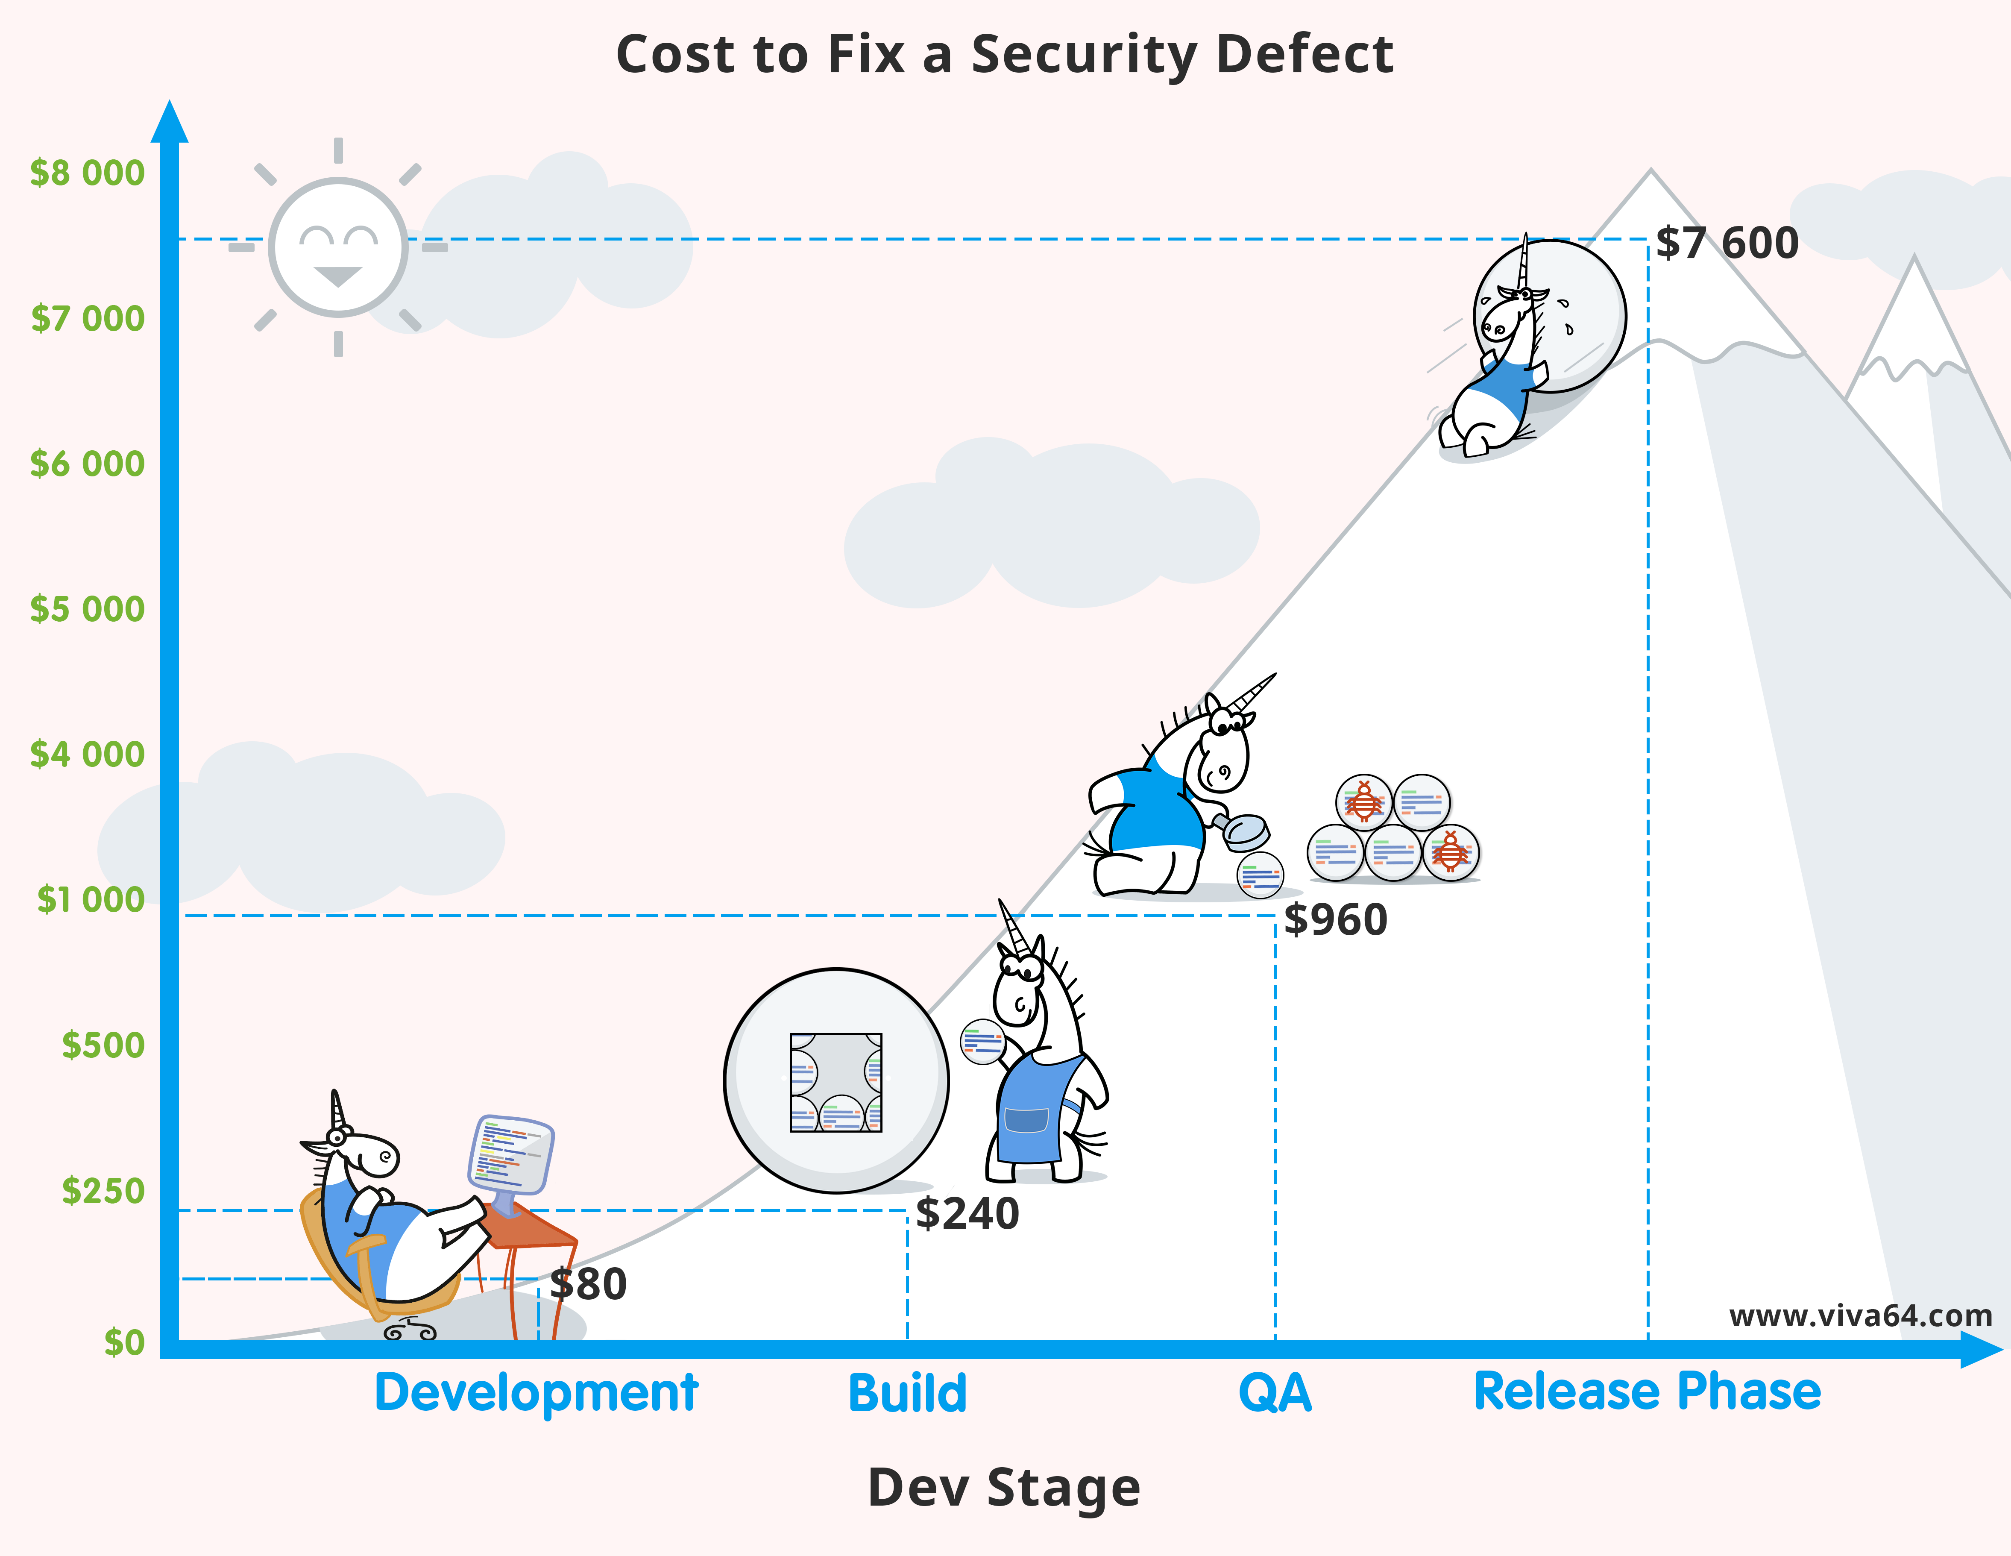 Cost to Fix a Security Defect
$8 000
$7 600
$7 000
$6 000
$5 000
$4 000
$1 000
$960
$500
$250
$240
$80
$0
www.viva64.com
Development
Build
QA
Release Phase
Dev Stage